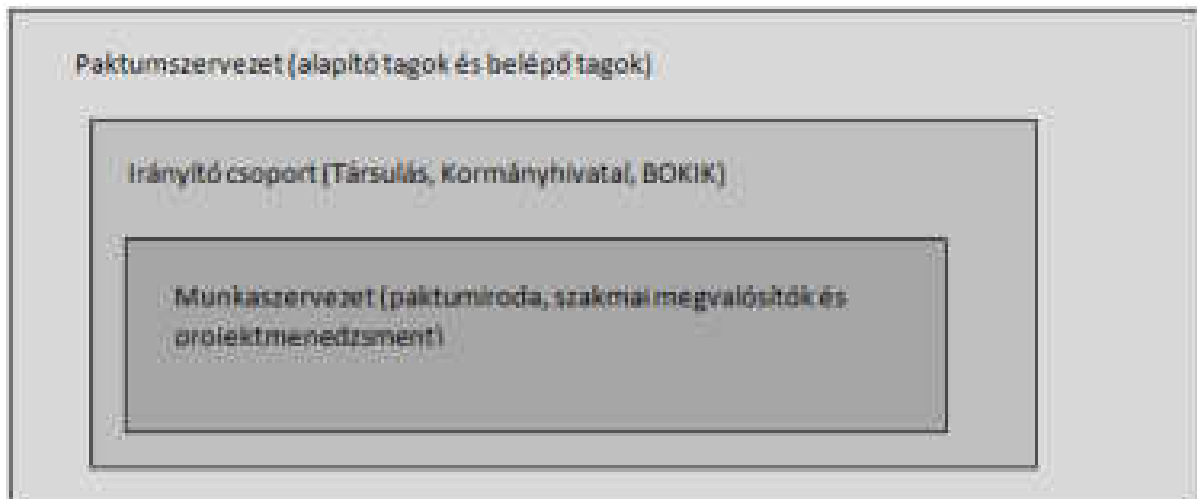 Paktumszervezet (alapító tagok és belépő tagok)
Irányító csoport (Társulás, Kormányhivatal, BOKIK)
Munkaszervezet (paktumiroda, szakmai megvalósítók és
projektmenedzsment)